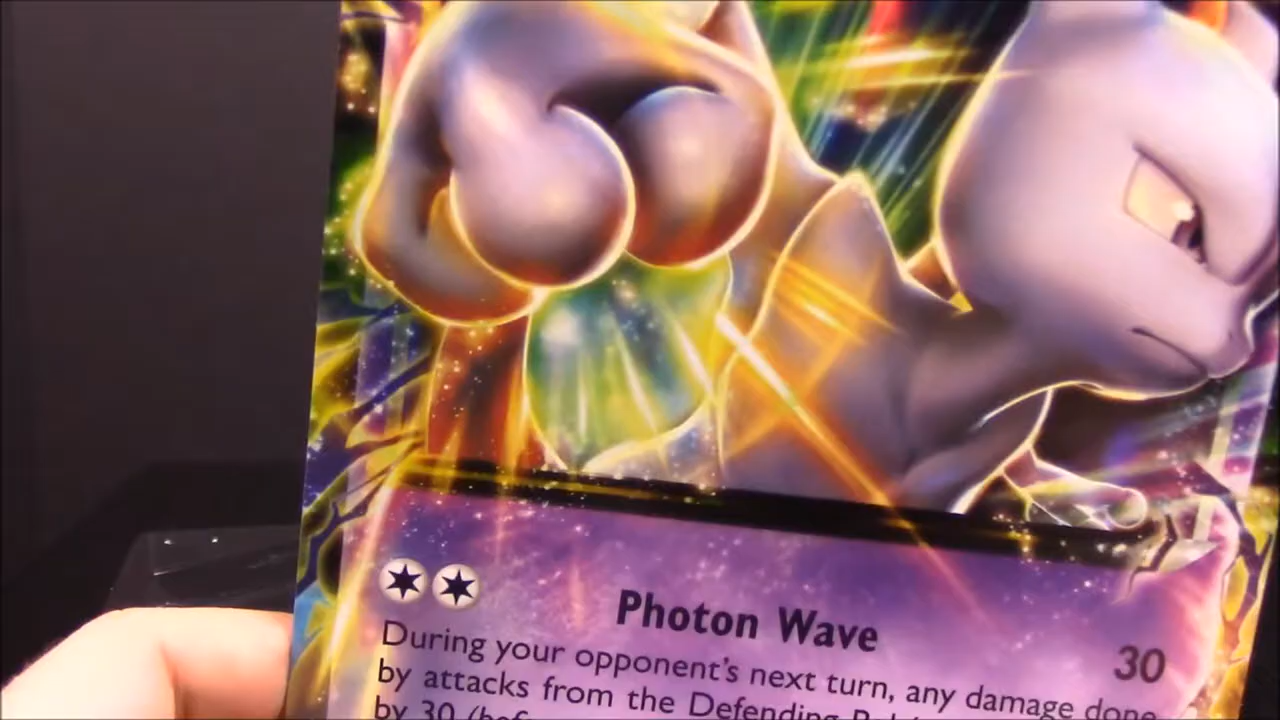 Photon Wave
30
During your opponent's next turn, any damage done
by attacks from the Defending
by 30